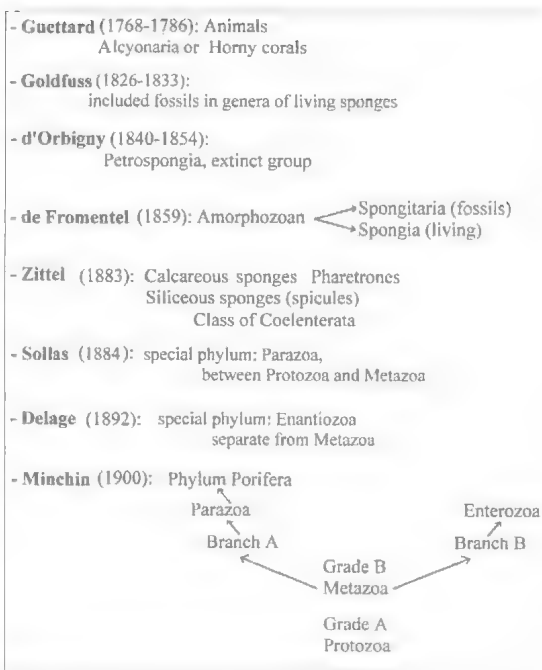 - Guettard (1768-1786): Animals
Alcyonaria or Horny corals
- Goldfuss (1826-1833):
included fossils in genera of living sponges
- d'Orbigny (1840-1854):
Petrospongia, extinct group
- de Fromentel (1859): Amorphozoan
Spongitaria (fossils)
Spongia (living)
- Zittel (1883): Calcareous sponges Pharetrones
Siliceous sponges (spicules)
Class of Coelenterata
- Sollas (1884): special phylum: Parazoa,
between Protozoa and Metazoa
- Delage (1892): special phylum: Enantiozoa
separate from Metazoa
- Minchin (1900): Phylum Porifera
Parazoa Enterozoa
Branch A Branch B
Grade B
Metazoa
Grade A
Protozoa